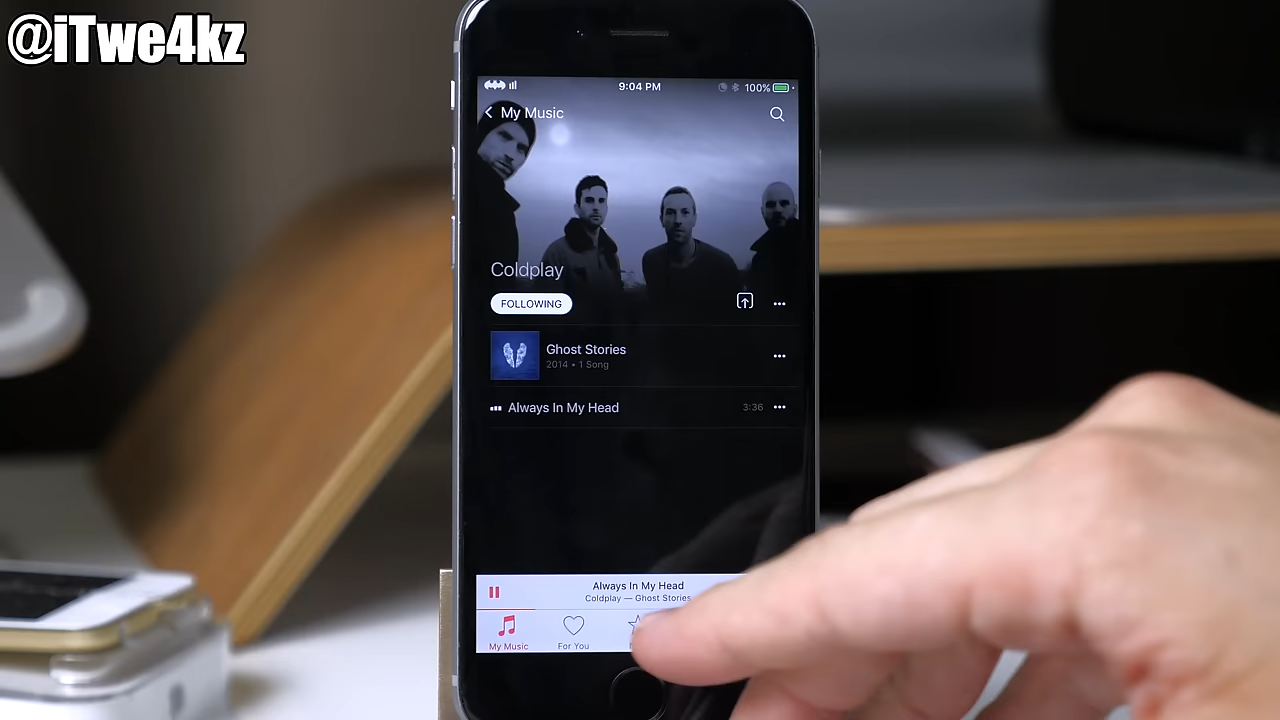 @iTwe4kz
9:04 PM
100%
My Music
Coldplay
FOLLOWING
Ghost Stories
2014 • 1 Song
Always In My Head
3:36
Always In My Head
Coldplay — Ghost Stories
My Music
For You